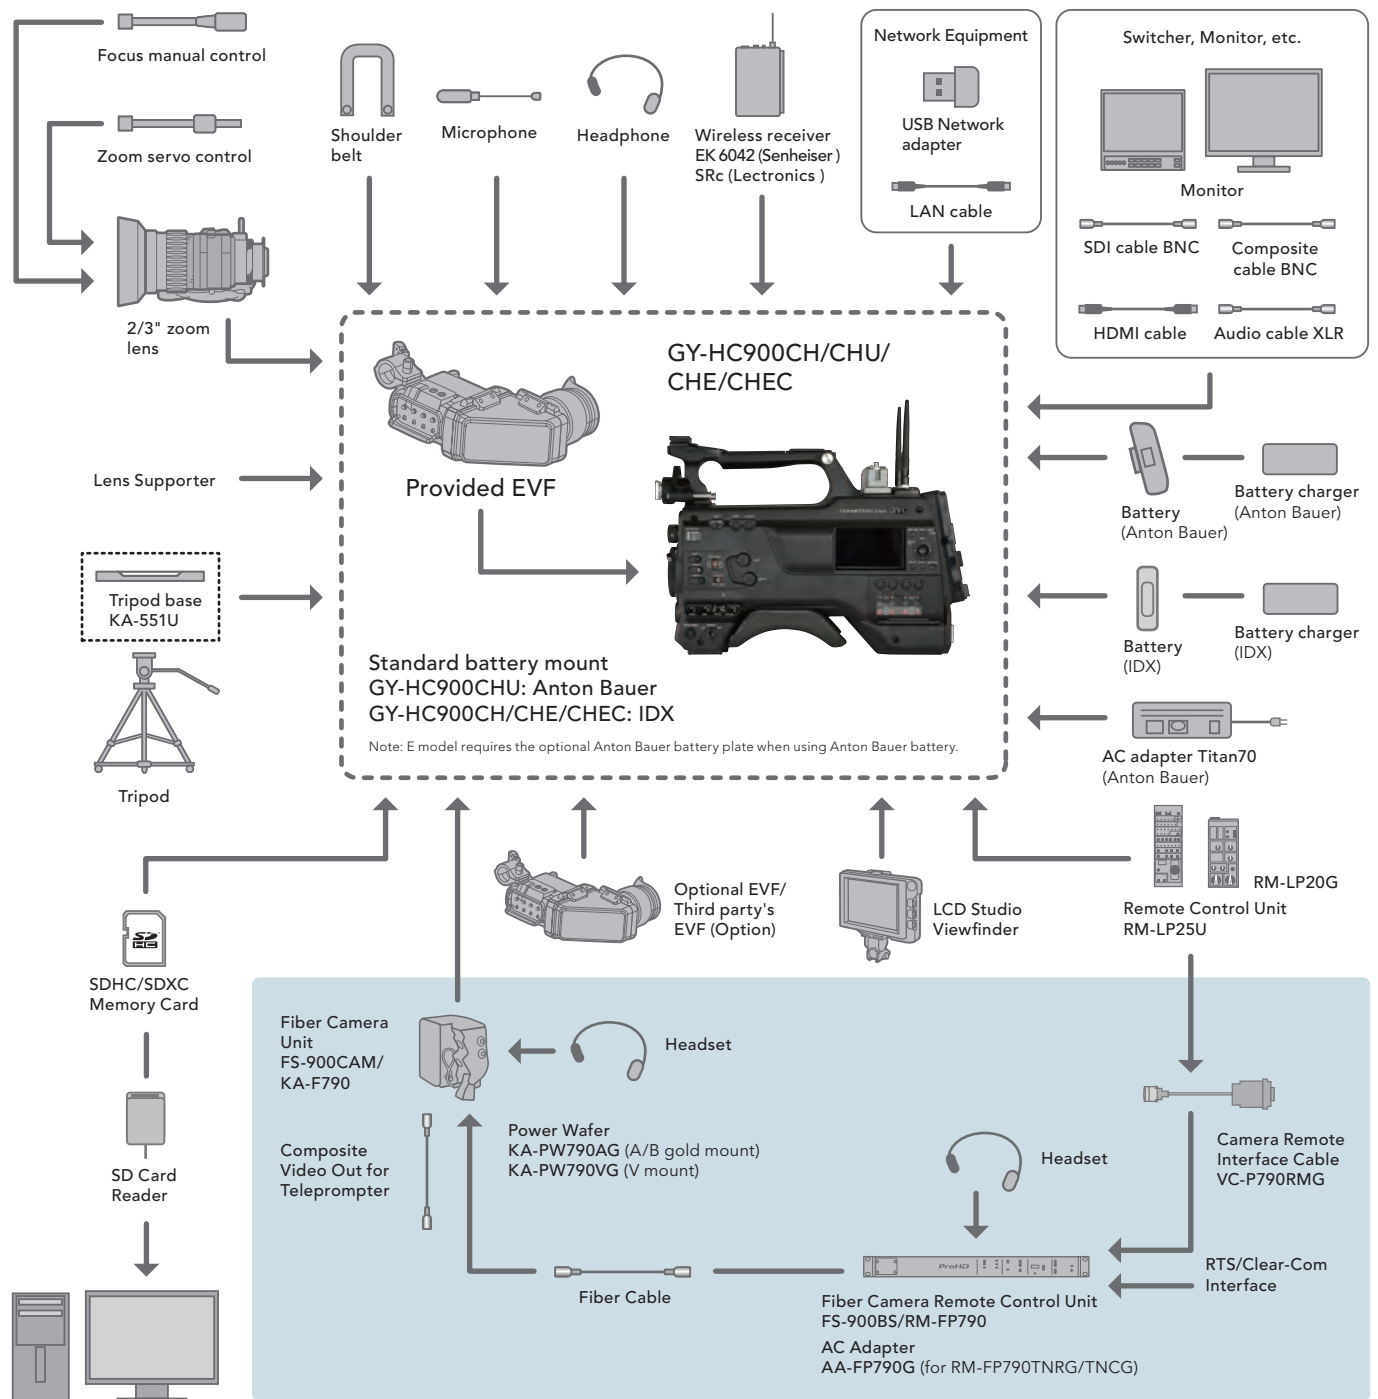 Focus manual control
Zoom servo control
2/3" zoom
lens
Shoulder
belt
Microphone
Headphone
Wireless receiver
EK 6042 (Senheiser )
SRc (Lectronics )
Network Equipment
USB Network
adapter
LAN cable
Switcher, Monitor, etc.
Monitor
SDI cable BNC
Composite
cable BNC
HDMI cable
Audio cable XLR
GY-HC900CH/CHU/
CHE/CHEC
Provided EVF
Standard battery mount
GY-HC900CHU: Anton Bauer
GY-HC900CH/CHE/CHEC: IDX
Note: E model requires the optional Anton Bauer battery plate when using Anton Bauer battery.
Lens Supporter
Tripod base
KA-551U
Tripod
Battery
(Anton Bauer)
Battery charger
(Anton Bauer)
Battery
(IDX)
Battery charger
(IDX)
AC adapter Titan70
(Anton Bauer)
RM-LP20G
Remote Control Unit
RM-LP25U
Optional EVF/
Third party's
EVF (Option)
LCD Studio
Viewfinder
SDHC/SDXC
Memory Card
SD Card
Reader
Fiber Camera
Unit
FS-900CAM/
KA-F790
Headset
Composite
Video Out for
Teleprompter
Power Wafer
KA-PW790AG (A/B gold mount)
KA-PW790VG (V mount)
Headset
Camera Remote
Interface Cable
VC-P790RMG
RTS/Clear-Com
Interface
Fiber Cable
ProHD
Fiber Camera Remote Control Unit
FS-900BS/RM-FP790
AC Adapter
AA-FP790G (for RM-FP790TNRG/TNCG)